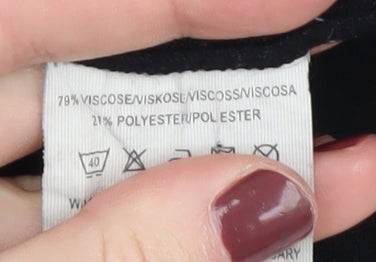 79% VISCOSE/VISKOSE/VISCOSS/VISCOSA
21% POLYESTER/POLIESTER
40